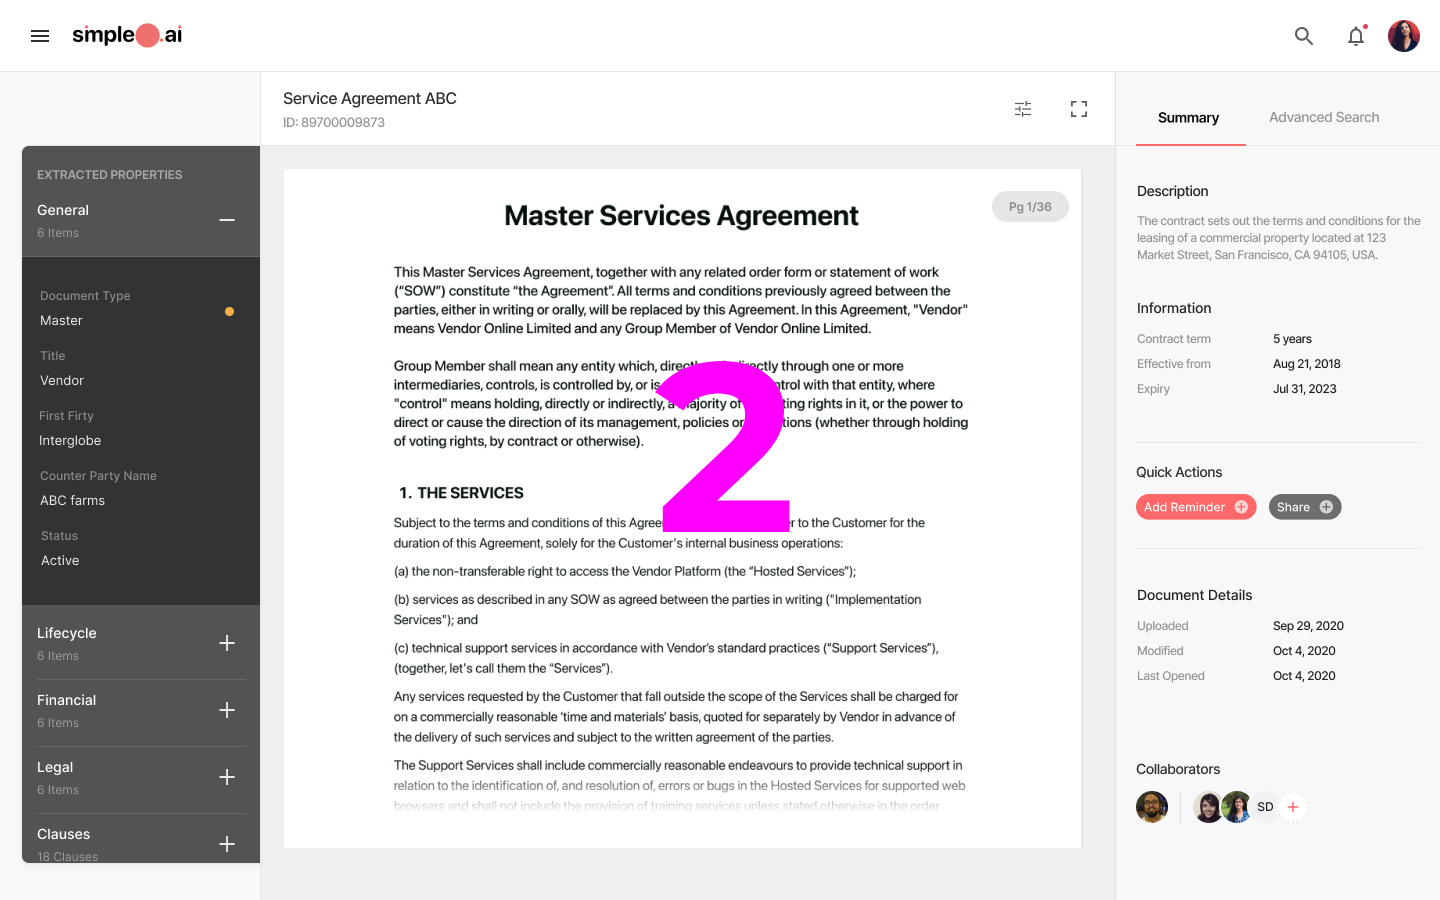 smple.ai
Service Agreement ABC
ID: 89700009873
Summary
Advanced Search
EXTRACTED PROPERTIES
General
6 Items
Document Type
Master
Title
Vendor
First Firty
Interglobe
Counter Party Name
ABC farms
Status
Active
Lifecycle
6 Items
Financial
6 Items
Legal
6 Items
Clauses
18 Clauses
Pg 1/36
Master Services Agreement
This Master Services Agreement, together with any related order form or statement of work
(“SOW”) constitute “the Agreement”. All terms and conditions previously agreed between the
parties, either in writing or orally, will be replaced by this Agreement. In this Agreement, "Vendor"
means Vendor Online Limited and any Group Member of Vendor Online Limited.
Group Member shall mean any entity which, directly through one or more
intermediaries, controls, is controlled by, or is with that entity, where
"control" means holding, directly or indirectly, a majority of rights in it, or the power to
direct or cause the direction of its management, policies (whether through holding
of voting rights, by contract or otherwise).
2
1. THE SERVICES
Subject to the terms and conditions of this to the Customer for the
duration of this Agreement, solely for the Customer's internal business operations:
(a) the non-transferable right to access the Vendor Platform (the “Hosted Services”);
(b) services as described in any SOW as agreed between the parties in writing ("Implementation
Services"); and
(c) technical support services in accordance with Vendor’s standard practices (“Support Services”),
(together, let's call them the “Services”).
Any services requested by the Customer that fall outside the scope of the Services shall be charged for
on a commercially reasonable ‘time and materials’ basis, quoted for separately by Vendor in advance of
the delivery of such services and subject to the written agreement of the parties.
The Support Services shall include commercially reasonable endeavours to provide technical support in
relation to the identification of, and resolution of, errors or bugs in the Hosted Services for supported web
browsers and shall not include the provision of training services unless stated otherwise in the order
Description
The contract sets out the terms and conditions for the
leasing of a commercial property located at 123
Market Street, San Francisco, CA 94105, USA.
Information
Contract term 5 years
Effective from Aug 21, 2018
Expiry Jul 31, 2023
Quick Actions
Add Reminder
Share
Document Details
Uploaded Sep 29, 2020
Modified Oct 4, 2020
Last Opened Oct 4, 2020
Collaborators
SD